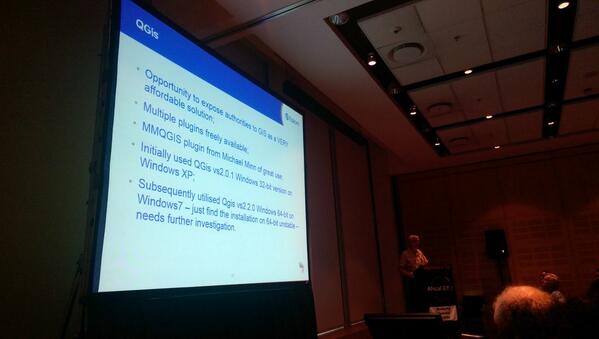 QGis
• Opportunity to expose authorities to GIS as a VERY
affordable solution;
• Multiple plugins freely available;
• MMQGIS plugin from Michael Minn of great use;
• Initially used QGis vs2.0.1 Windows 32-bit version on
Windows XP;
• Subsequently utilised Qgis vs2.2.0 Windows 64-bit on
Windows7 – just find the installation on 64-bit unstable –
needs further investigation.